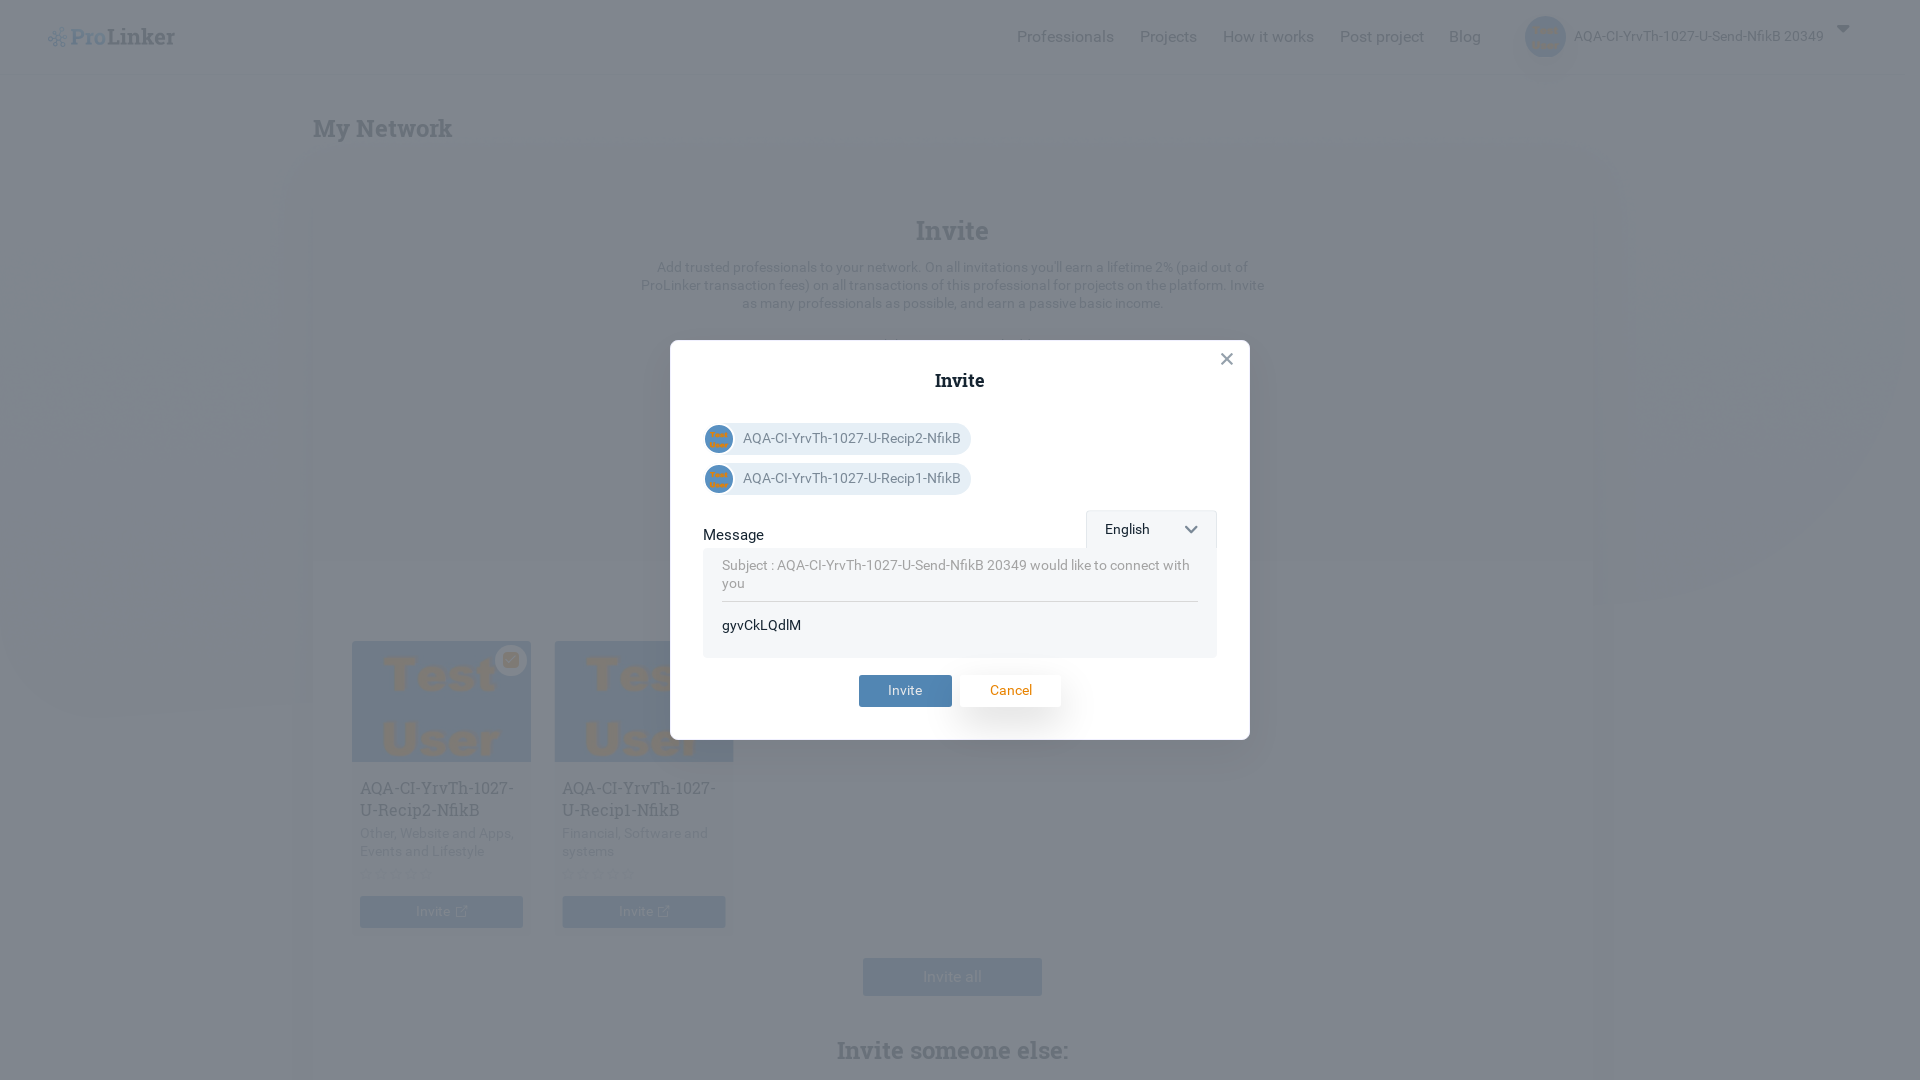 ProLinker
Professionals
Projects
How it works
Post project
Blog
AQA-CI-YrvTh-1027-U-Send-NfikB 20349
My Network
Invite
Add trusted professionals to your network. On all invitations you'll earn a lifetime 2% (paid out of
ProLinker transaction fees) on all transactions of this professional for projects on the platform. Invite
as many professionals as possible, and earn a passive basic income.
Invite
AQA-CI-YrvTh-1027-U-Recip2-NfikB
AQA-CI-YrvTh-1027-U-Recip1-NfikB
Message
English
Subject : AQA-CI-YrvTh-1027-U-Send-NfikB 20349 would like to connect with
you
gyvCkLQdlM
Invite
Cancel
Test
User
AQA-CI-YrvTh-1027-
U-Recip2-NfikB
Other, Website and Apps,
Events and Lifestyle
Invite
Test
User
AQA-CI-YrvTh-1027-
U-Recip1-NfikB
Financial, Software and
systems
Invite
Invite all
Invite someone else: